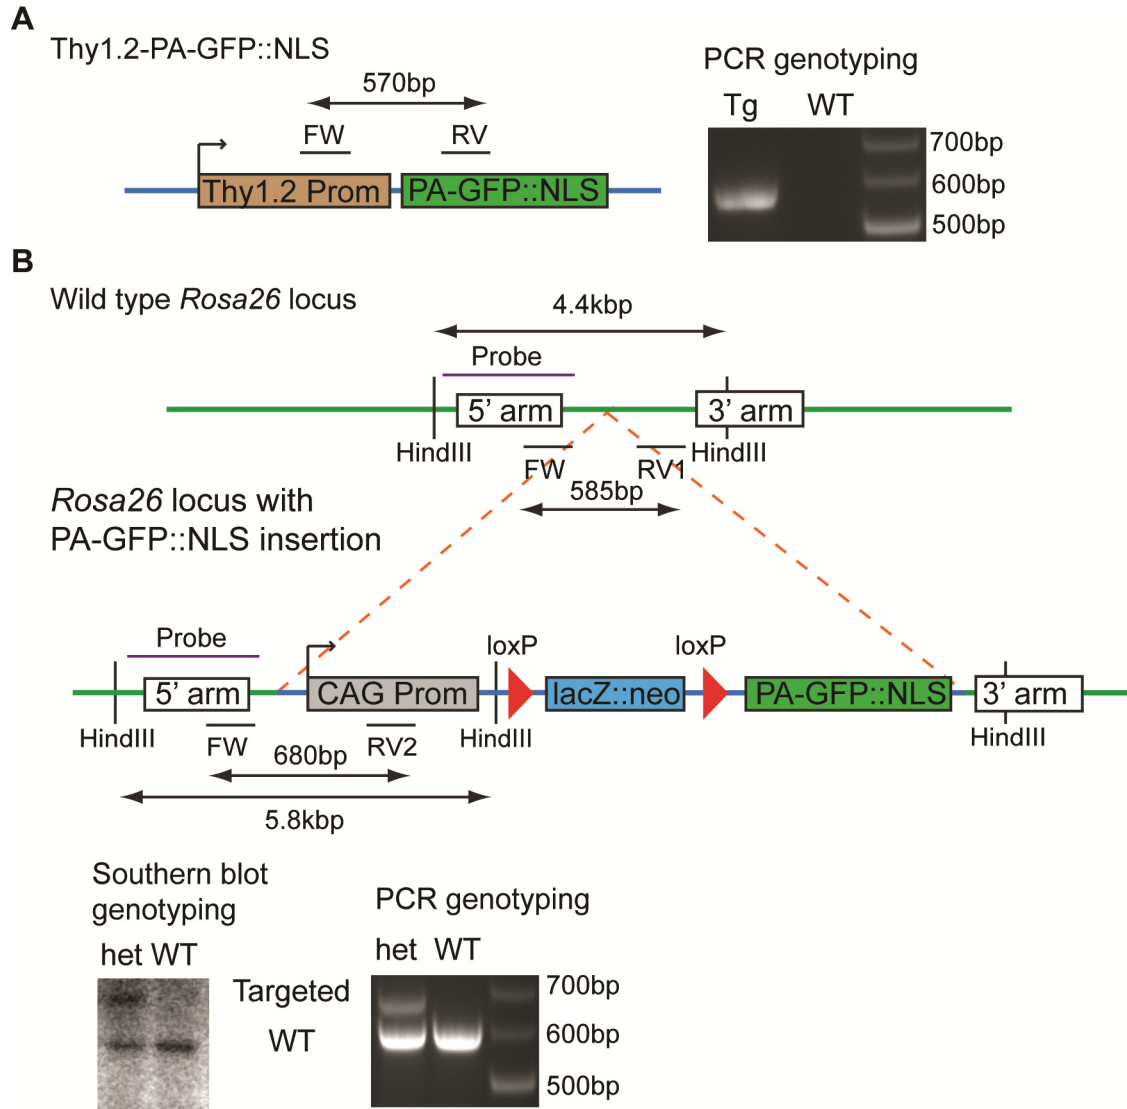 A
Thy1.2-PA-GFP::NLS
570bp
FW
RV
Thy1.2 Prom
PA-GFP::NLS
PCR genotyping
Tg
WT
700bp
600bp
500bp
B
Wild type Rosa26 locus
4.4kbp
Probe
5’ arm
3’ arm
HindIII
HindIII
FW
RV1
585bp
Rosa26 locus with
PA-GFP::NLS insertion
Probe
loxP
loxP
5’ arm
CAG Prom
lacZ::neo
PA-GFP::NLS
3’ arm
HindIII
FW
RV2
HindIII
HindIII
680bp
5.8kbp
Southern blot
genotyping
het WT
Targeted
WT
PCR genotyping
het WT
700bp
600bp
500bp